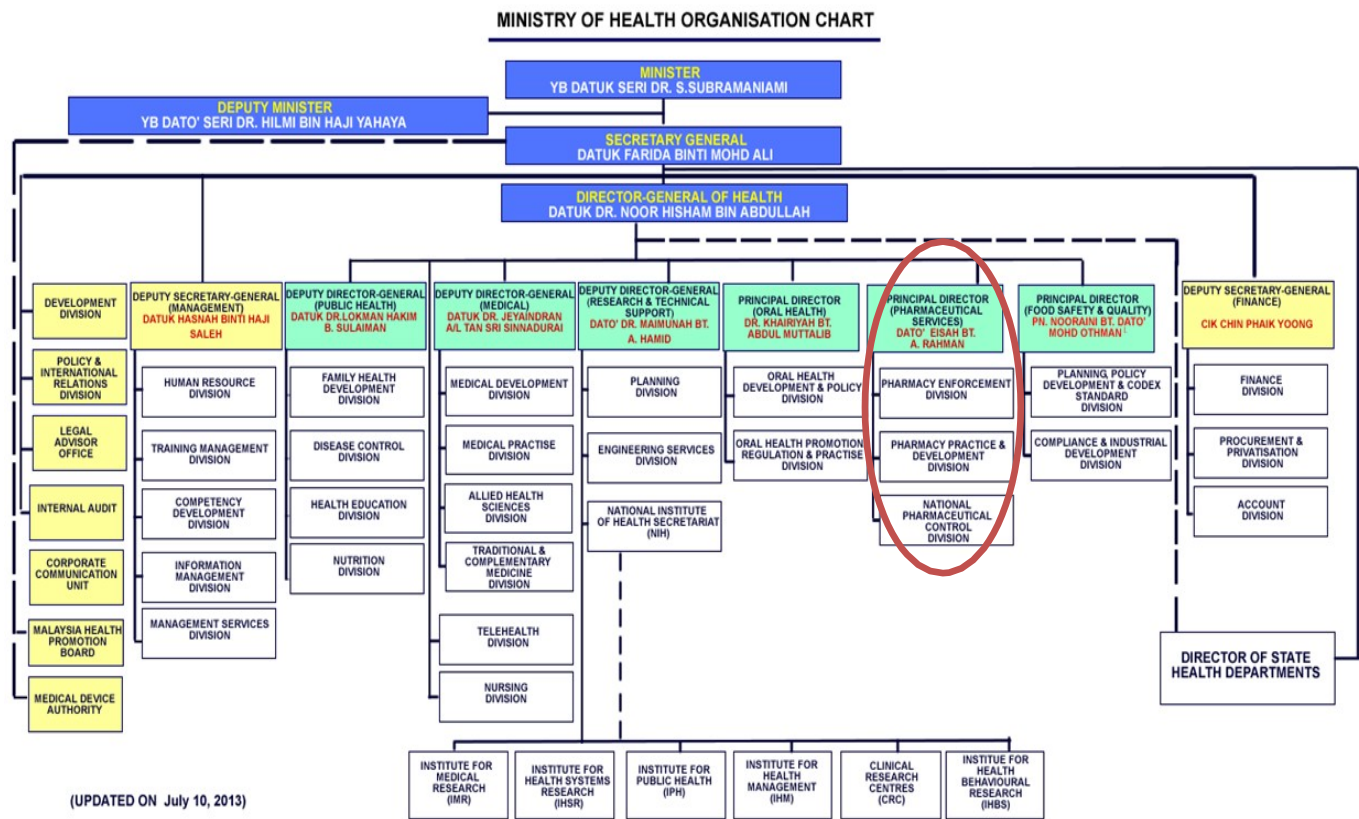 MINISTRY OF HEALTH ORGANISATION CHART
MINISTER
YB DATUK SERI DR. S.SUBRAMANIAMI
DEPUTY MINISTER
YB DATO' SERI DR. HILMI BIN HAJI YAHAYA
SECRETARY GENERAL
DATUK FARIDA BINTI MOHD ALI
DIRECTOR-GENERAL OF HEALTH
DATUK DR. NOOR HISHAM BIN ABDULLAH
DEVELOPMENT
DIVISION
POLICY &
INTERNATIONAL
RELATIONS
DIVISION
LEGAL
ADVISOR
OFFICE
INTERNAL AUDIT
CORPORATE
COMMUNICATION
UNIT
MALAYSIA HEALTH
PROMOTION
BOARD
MEDICAL DEVICE
AUTHORITY
DEPUTY SECRETARY-GENERAL
(MANAGEMENT)
DATUK HASNAH BINTI HAJI
SALEH
HUMAN RESOURCE
DIVISION
TRAINING MANAGEMENT
DIVISION
COMPETENCY
DEVELOPMENT
DIVISION
INFORMATION
MANAGEMENT
DIVISION
MANAGEMENT SERVICES
DIVISION
DEPUTY DIRECTOR-GENERAL
(PUBLIC HEALTH)
DATUK DR.LOKMAN HAKIM
B. SULAIMAN
FAMILY HEALTH
DEVELOPMENT
DIVISION
DISEASE CONTROL
DIVISION
HEALTH EDUCATION
DIVISION
NUTRITION
DIVISION
DEPUTY DIRECTOR-GENERAL
(MEDICAL)
DATUK DR. JEYAINDRAN
A/L TAN SRI SINNADURAI
MEDICAL DEVELOPMENT
DIVISION
MEDICAL PRACTISE
DIVISION
ALLIED HEALTH
SCIENCES
DIVISION
TRADITIONAL &
COMPLEMENTARY
MEDICINE
DIVISION
TELEHEALTH
DIVISION
NURSING
DIVISION
DEPUTY DIRECTOR-GENERAL
(RESEARCH & TECHNICAL
SUPPORT)
DATO' DR. MAIMUNAH BT.
A. HAMID
PLANNING
DIVISION
ENGINEERING SERVICES
DIVISION
NATIONAL INSTITUTE
OF HEALTH SECRETARIAT
(NIH)
PRINCIPAL DIRECTOR
(ORAL HEALTH)
DR. KHAIRIYAH BT.
ABDUL MUTTALIB
ORAL HEALTH
DEVELOPMENT & POLICY
DIVISION
ORAL HEALTH PROMOTION
REGULATION & PRACTISE
DIVISION
PRINCIPAL DIRECTOR
(PHARMACEUTICAL
SERVICES)
DATO' EISAH BT.
A. RAHMAN
PHARMACY ENFORCEMENT
DIVISION
PHARMACY PRACTICE &
DEVELOPMENT
DIVISION
NATIONAL
PHARMACEUTICAL
CONTROL
DIVISION
PRINCIPAL DIRECTOR
(FOOD SAFETY & QUALITY)
PN. NOORAINI BT. DATO'
MOHD OTHMAN
PLANNING, POLICY
DEVELOPMENT & CODEX
STANDARD
DIVISION
COMPLIANCE & INDUSTRIAL
DEVELOPMENT
DIVISION
DEPUTY SECRETARY-GENERAL
(FINANCE)
CIK CHIN PHAIK YOONG
FINANCE
DIVISION
PROCUREMENT &
PRIVATISATION
DIVISION
ACCOUNT
DIVISION
DIRECTOR OF STATE
HEALTH DEPARTMENTS
INSTITUTE FOR
MEDICAL
RESEARCH
(IMR)
INSTITUTE FOR
HEALTH SYSTEMS
RESEARCH
(IHSR)
INSTITUTE FOR
PUBLIC HEALTH
(IPH)
INSTITUTE FOR
HEALTH
MANAGEMENT
(IHM)
CLINICAL
RESEARCH
CENTRES
(CRC)
INSTITUE FOR
HEALTH
BEHAVIOURAL
RESEARCH
(IHBS)
(UPDATED ON July 10, 2013)